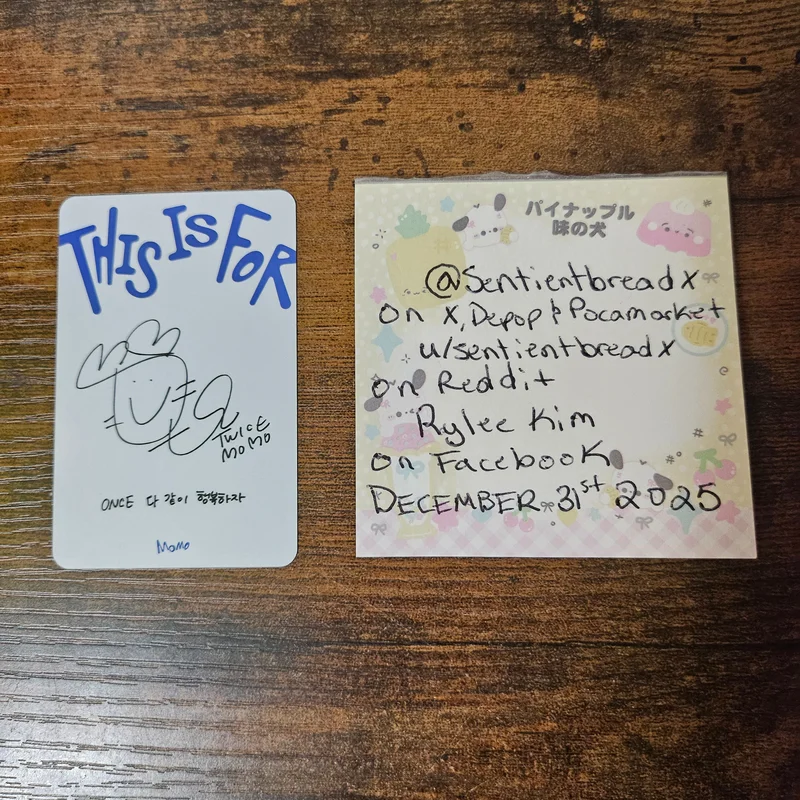 THIS IS FOR
TWICE
MOMO
ONCE 다 같이 행복하자
MOMO
パイナップル
味の犬
@Sentientbreadx
on X, Depop & Pocamarket
u/sentientbreadx
on Reddit
Rylee Kim
on Facebook
DECEMBER 31st 2025